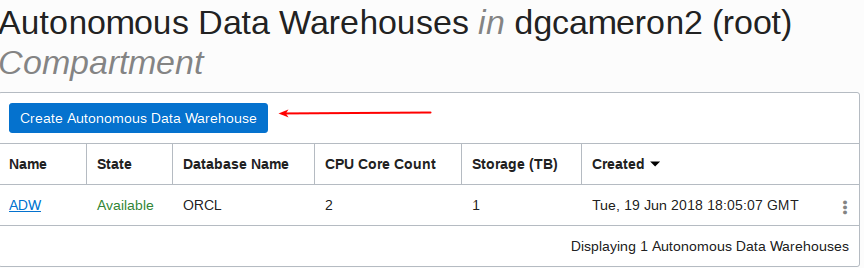 Autonomous Data Warehouses in dgcameron2 (root)
Compartment
Create Autonomous Data Warehouse
Name State Database Name CPU Core Count Storage (TB) Created
ADW Available ORCL 2 1 Tue, 19 Jun 2018 18:05:07 GMT
Displaying 1 Autonomous Data Warehouses